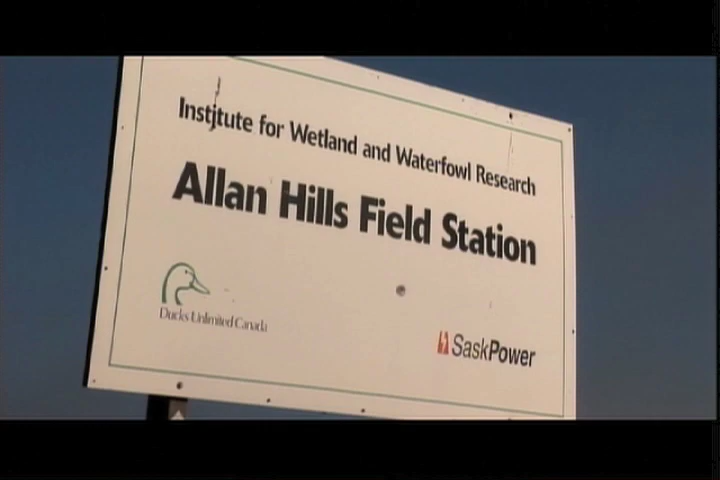 Institute for Wetland and Waterfowl Research
Allan Hills Field Station
Ducks Unlimited Canada
SaskPower